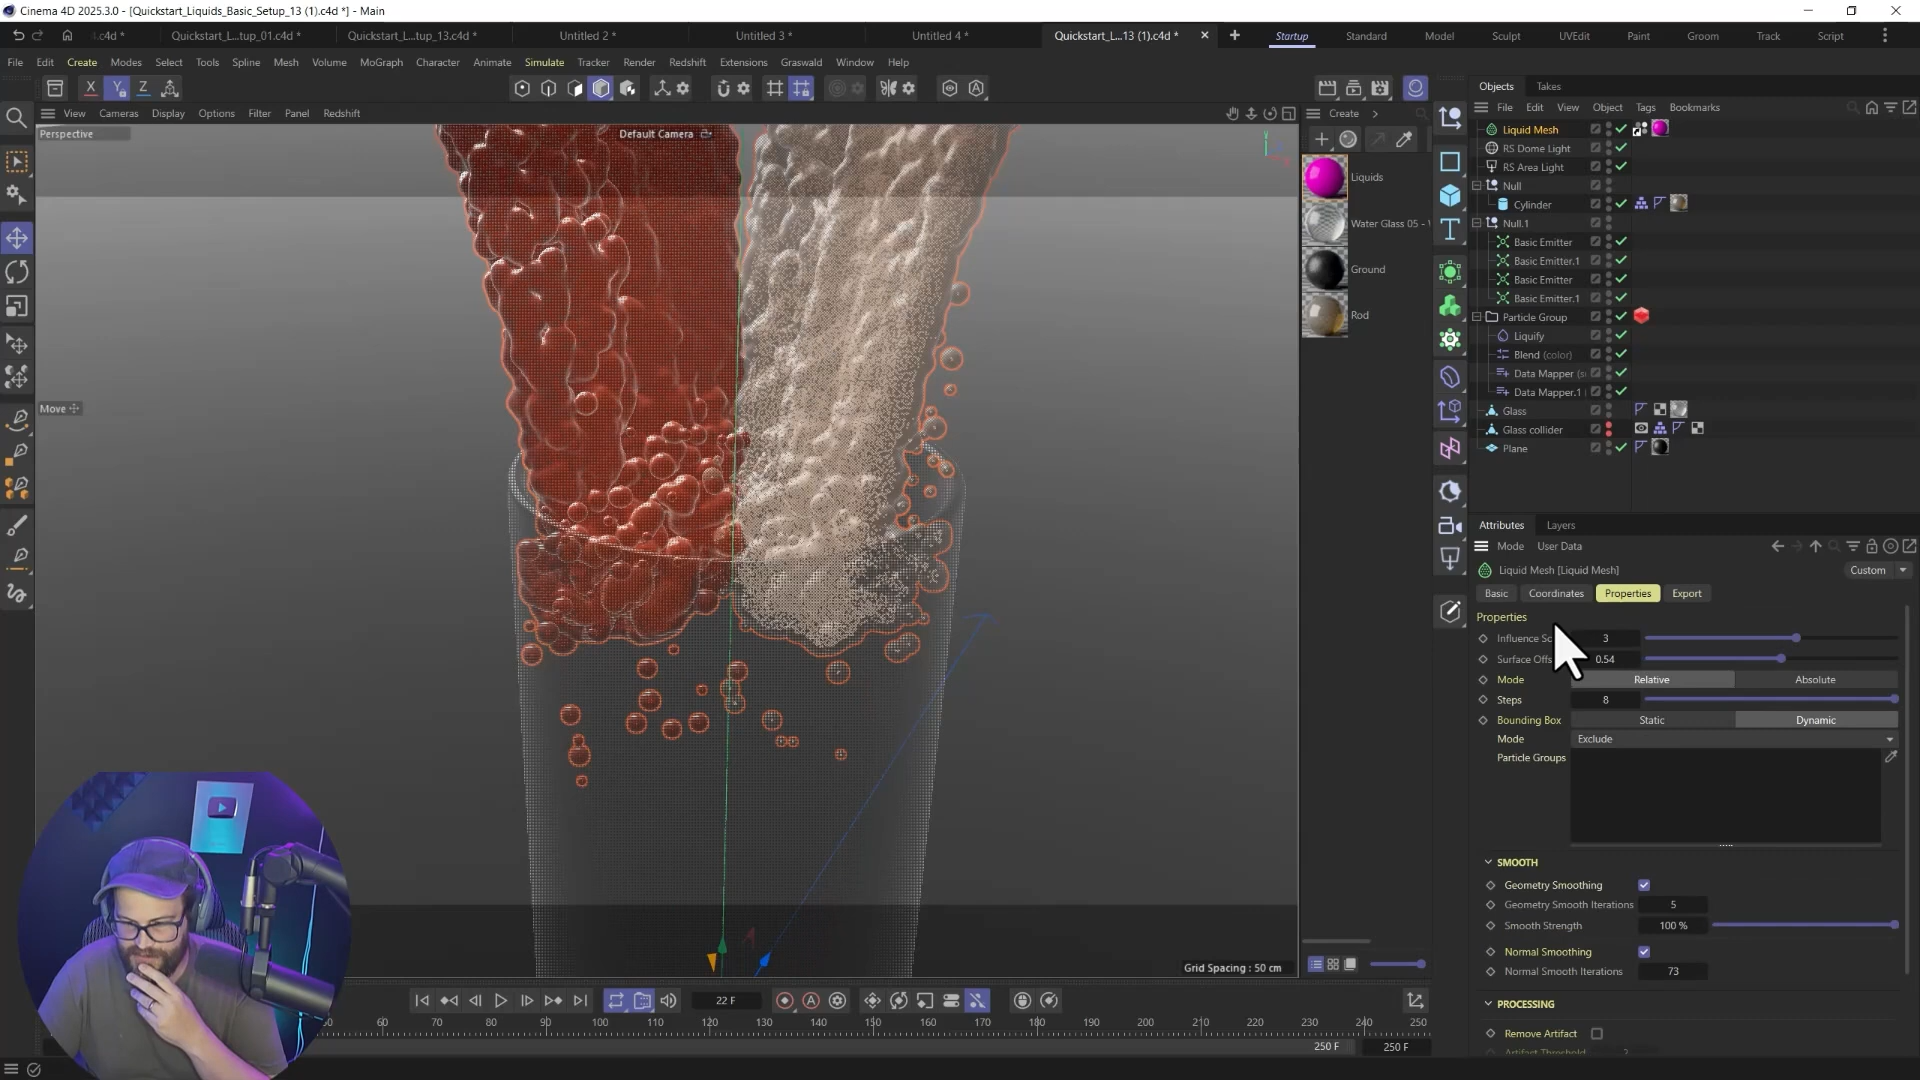 Cinema 4D 2025.3.0 - [Quickstart_Liquids_Basic_Setup_13 (1).c4d *] - Main
.c4d *
Quickstart_L...tup_01.c4d *
Quickstart_L...tup_13.c4d *
Untitled 2 *
Untitled 3 *
Untitled 4 *
Quickstart_L...13 (1).c4d *
Startup
Standard
Model
Sculpt
UVEdit
Paint
Groom
Track
Script
File Edit Create Modes Select Tools Spline Mesh Volume MoGraph Character Animate Simulate Tracker Render Redshift Extensions Graswald Window Help
X Y Z
View Cameras Display Options Filter Panel Redshift
Perspective
Default Camera
Move
Grid Spacing : 50 cm
Create
Liquids
Water Glass 05 -
Ground
Rod
Objects Takes
File Edit View Object Tags Bookmarks
Liquid Mesh
RS Dome Light
RS Area Light
Null
Cylinder
Null.1
Basic Emitter
Basic Emitter.1
Basic Emitter
Basic Emitter.1
Particle Group
Liquify
Blend (color)
Data Mapper
Data Mapper.1
Glass
Glass collider
Plane
Attributes Layers
Mode User Data
Liquid Mesh [Liquid Mesh]
Custom
Basic Coordinates Properties Export
Properties
Influence Sc 3
Surface Offs 0.54
Mode Relative Absolute
Steps 8
Bounding Box Static Dynamic
Mode Exclude
Particle Groups
SMOOTH
Geometry Smoothing
Geometry Smooth Iterations 5
Smooth Strength 100 %
Normal Smoothing
Normal Smooth Iterations 73
PROCESSING
Remove Artifact
22 F
60 70 80 90 100 110 120 130 140 150 160 170 180 190 200 210 220 230 240 250
250 F
250 F